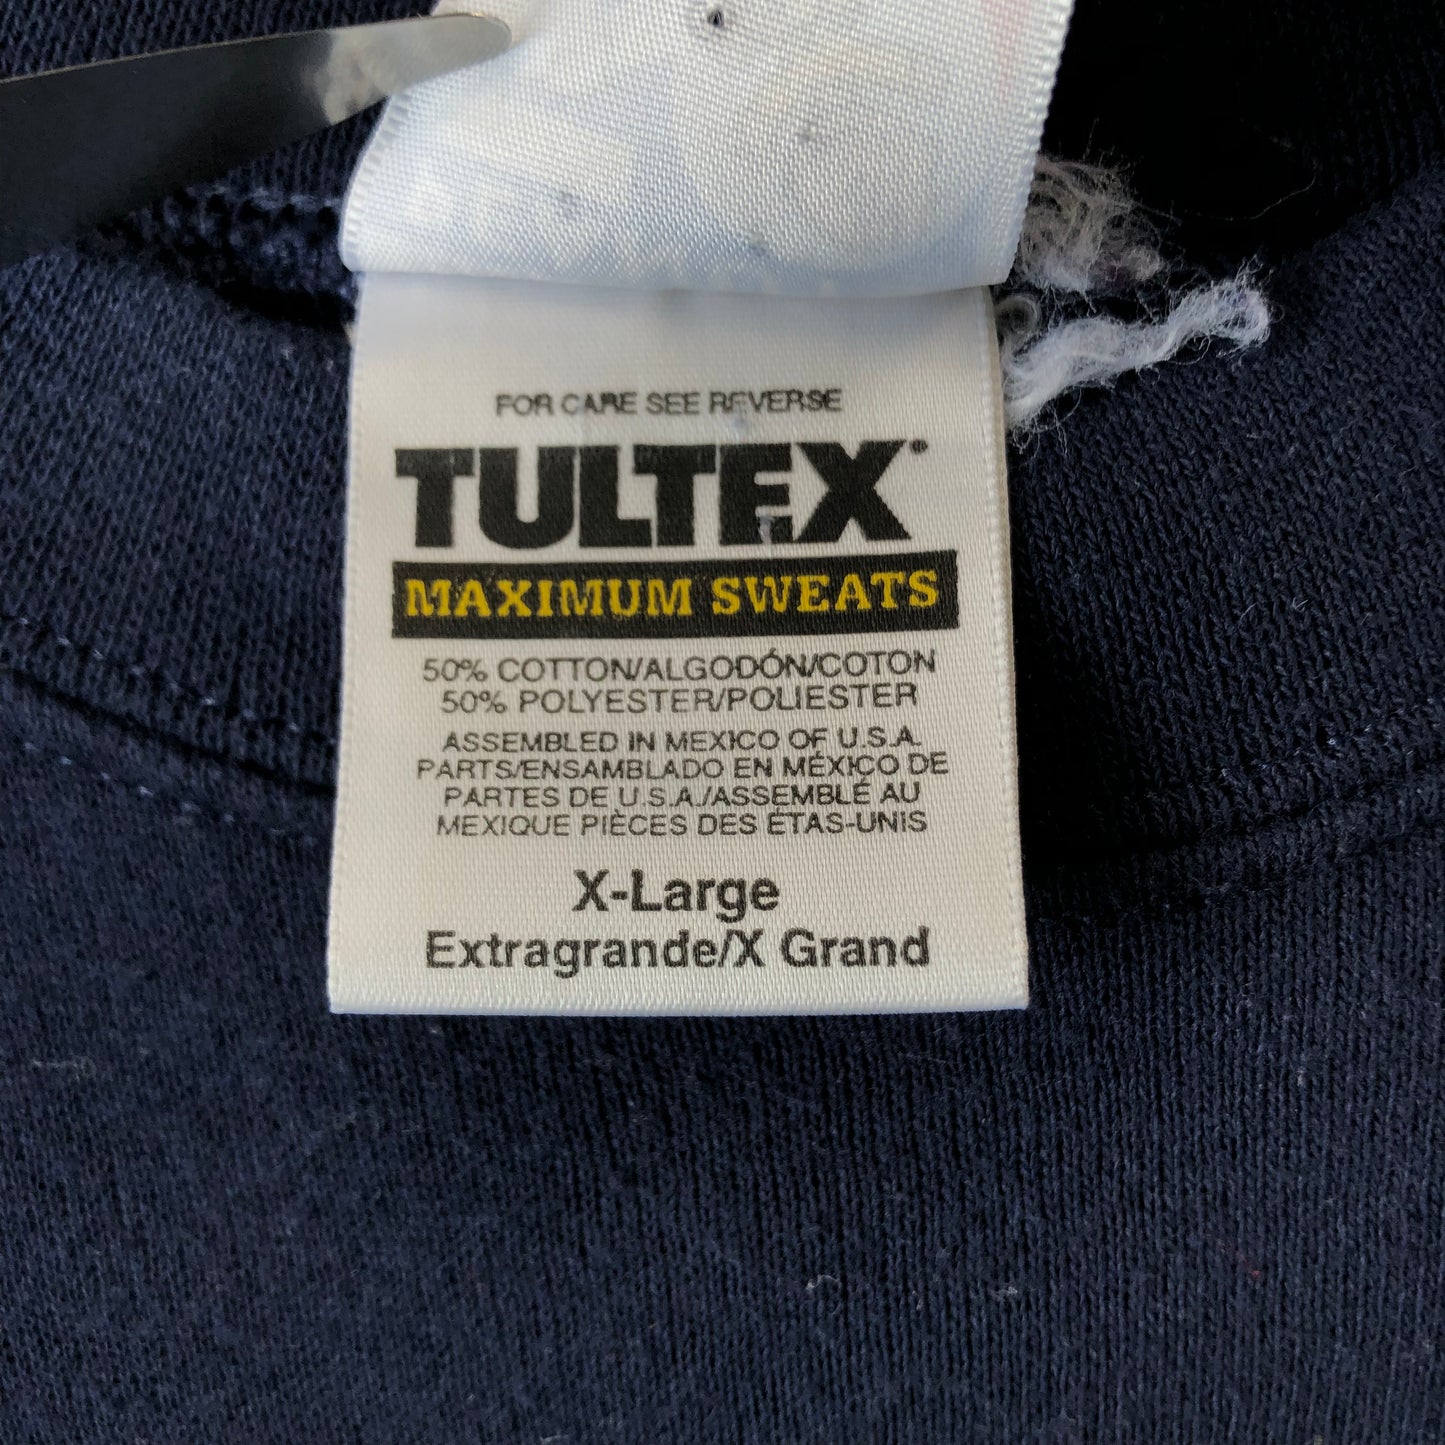 FOR CARE SEE REVERSE
TULTEX®
MAXIMUM SWEATS
50% COTTON/ALGODÓN/COTON
50% POLYESTER/POLIESTER
ASSEMBLED IN MEXICO OF U.S.A.
PARTS/ENSAMBLADO EN MÉXICO DE
PARTES DE U.S.A./ASSEMBLÉ AU
MEXIQUE PIÈCES DES ÉTAS-UNIS
X-Large
Extragrande/X Grand